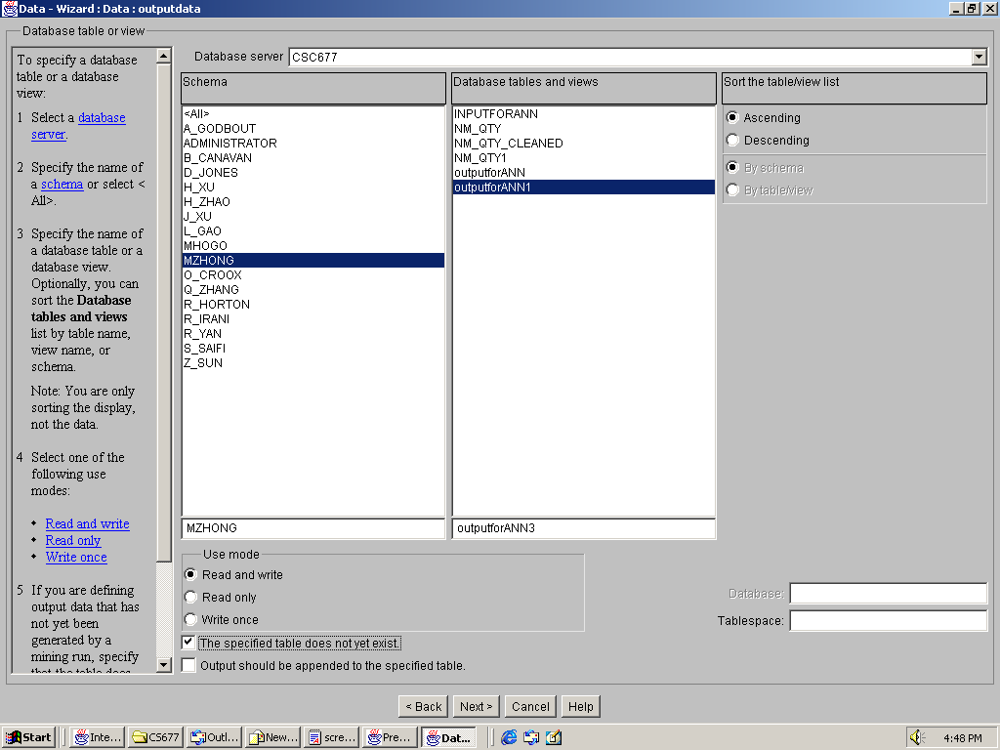 Data - Wizard : Data : outputdata
Database table or view
To specify a database
table or a database
view:
1 Select a database
server.
2 Specify the name of
a schema or select <
All>.
3 Specify the name of
a database table or a
database view.
Optionally, you can
sort the Database
tables and views
list by table name,
view name, or
schema.
Note: You are only
sorting the display,
not the data.
4 Select one of the
following use
modes:
• Read and write
• Read only
• Write once
5 If you are defining
output data that has
not yet been
generated by a
mining run, specify
that the table does
Database server CSC677
Schema
<All>
A_GODBOUT
ADMINISTRATOR
B_CANAVAN
D_JONES
H_XU
H_ZHAO
J_XU
L_GAO
MHOGO
MZHONG
O_CROOX
Q_ZHANG
R_HORTON
R_IRANI
R_YAN
S_SAIFI
Z_SUN
MZHONG
Database tables and views
INPUTFORANN
NM_QTY
NM_QTY_CLEANED
NM_QTY1
outputforANN
outputforANN1
outputforANN3
Sort the table/view list
Ascending
Descending
By schema
By table/view
Use mode
Read and write
Read only
Write once
The specified table does not yet exist.
Output should be appended to the specified table.
Database:
Tablespace:
< Back Next > Cancel Help
Start Inte... CS677 Outl... New... scre... Pre... Dat... 4:48 PM